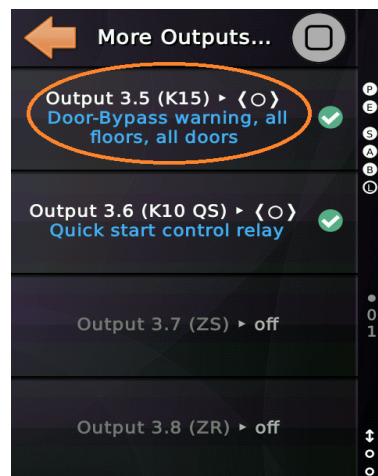 More Outputs...
Output 3.5 (K15) ▸ ❬○❭
Door-Bypass warning, all
floors, all doors
Output 3.6 (K10 QS) ▸ ❬○❭
Quick start control relay
Output 3.7 (ZS) ▸ off
Output 3.8 (ZR) ▸ off
P
E
S
A
B
L
0
1